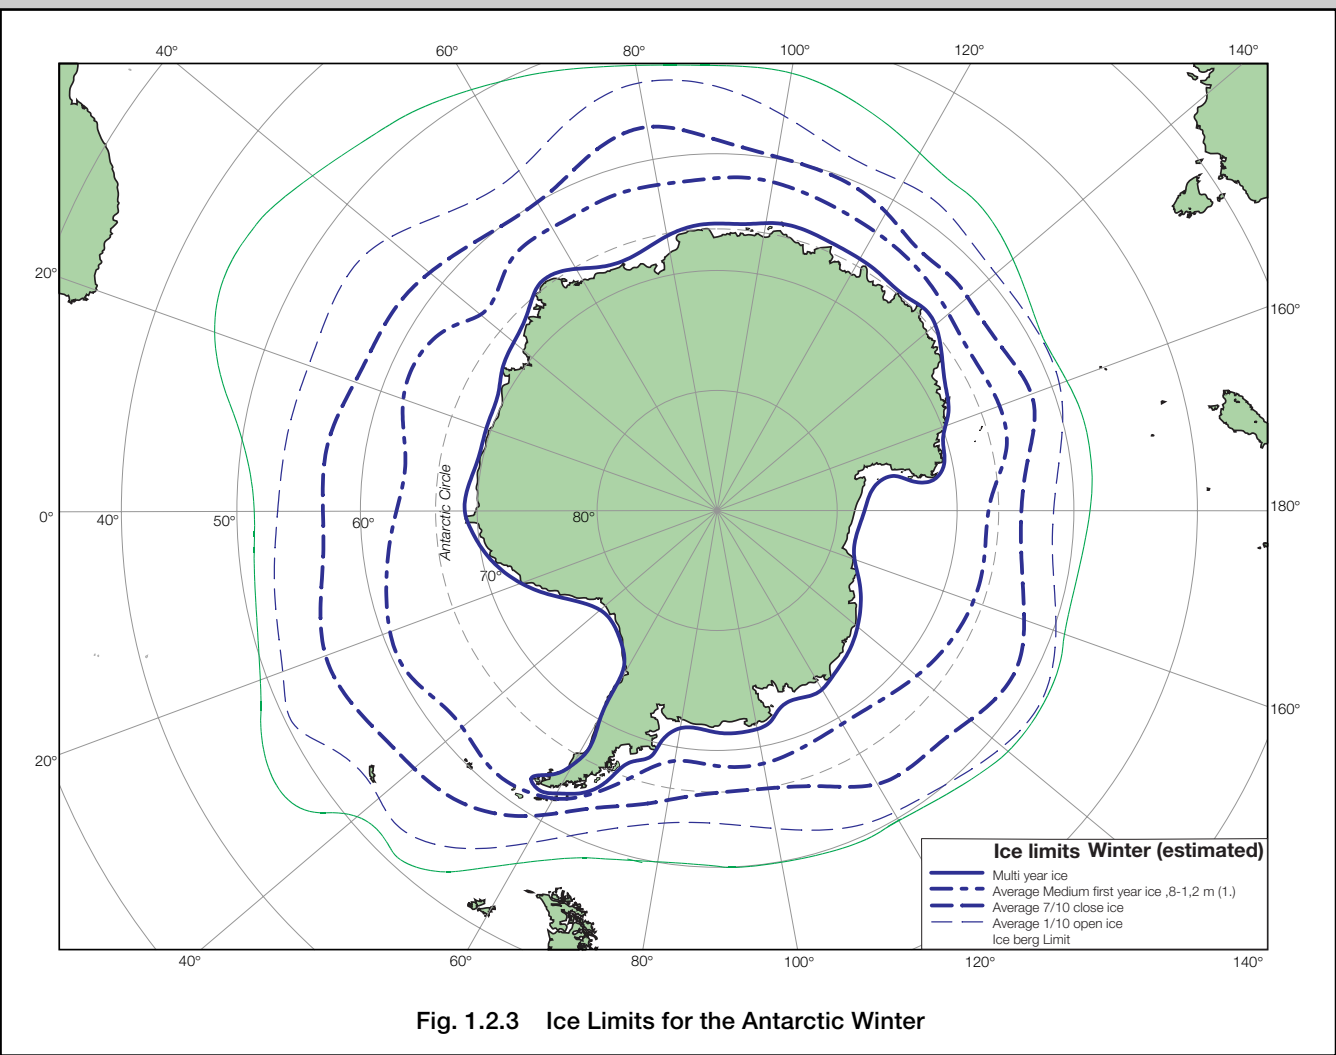 40° 60° 80° 100° 120° 140°
20°
160°
0° 40° 50° 60° Antarctic Circle 80° 180°
70°
20° 160°
Ice limits Winter (estimated)
Multi year ice
Average Medium first year ice ,8-1,2 m (1.)
Average 7/10 close ice
Average 1/10 open ice
Ice berg Limit
40° 60° 80° 100° 120° 140°
Fig. 1.2.3 Ice Limits for the Antarctic Winter